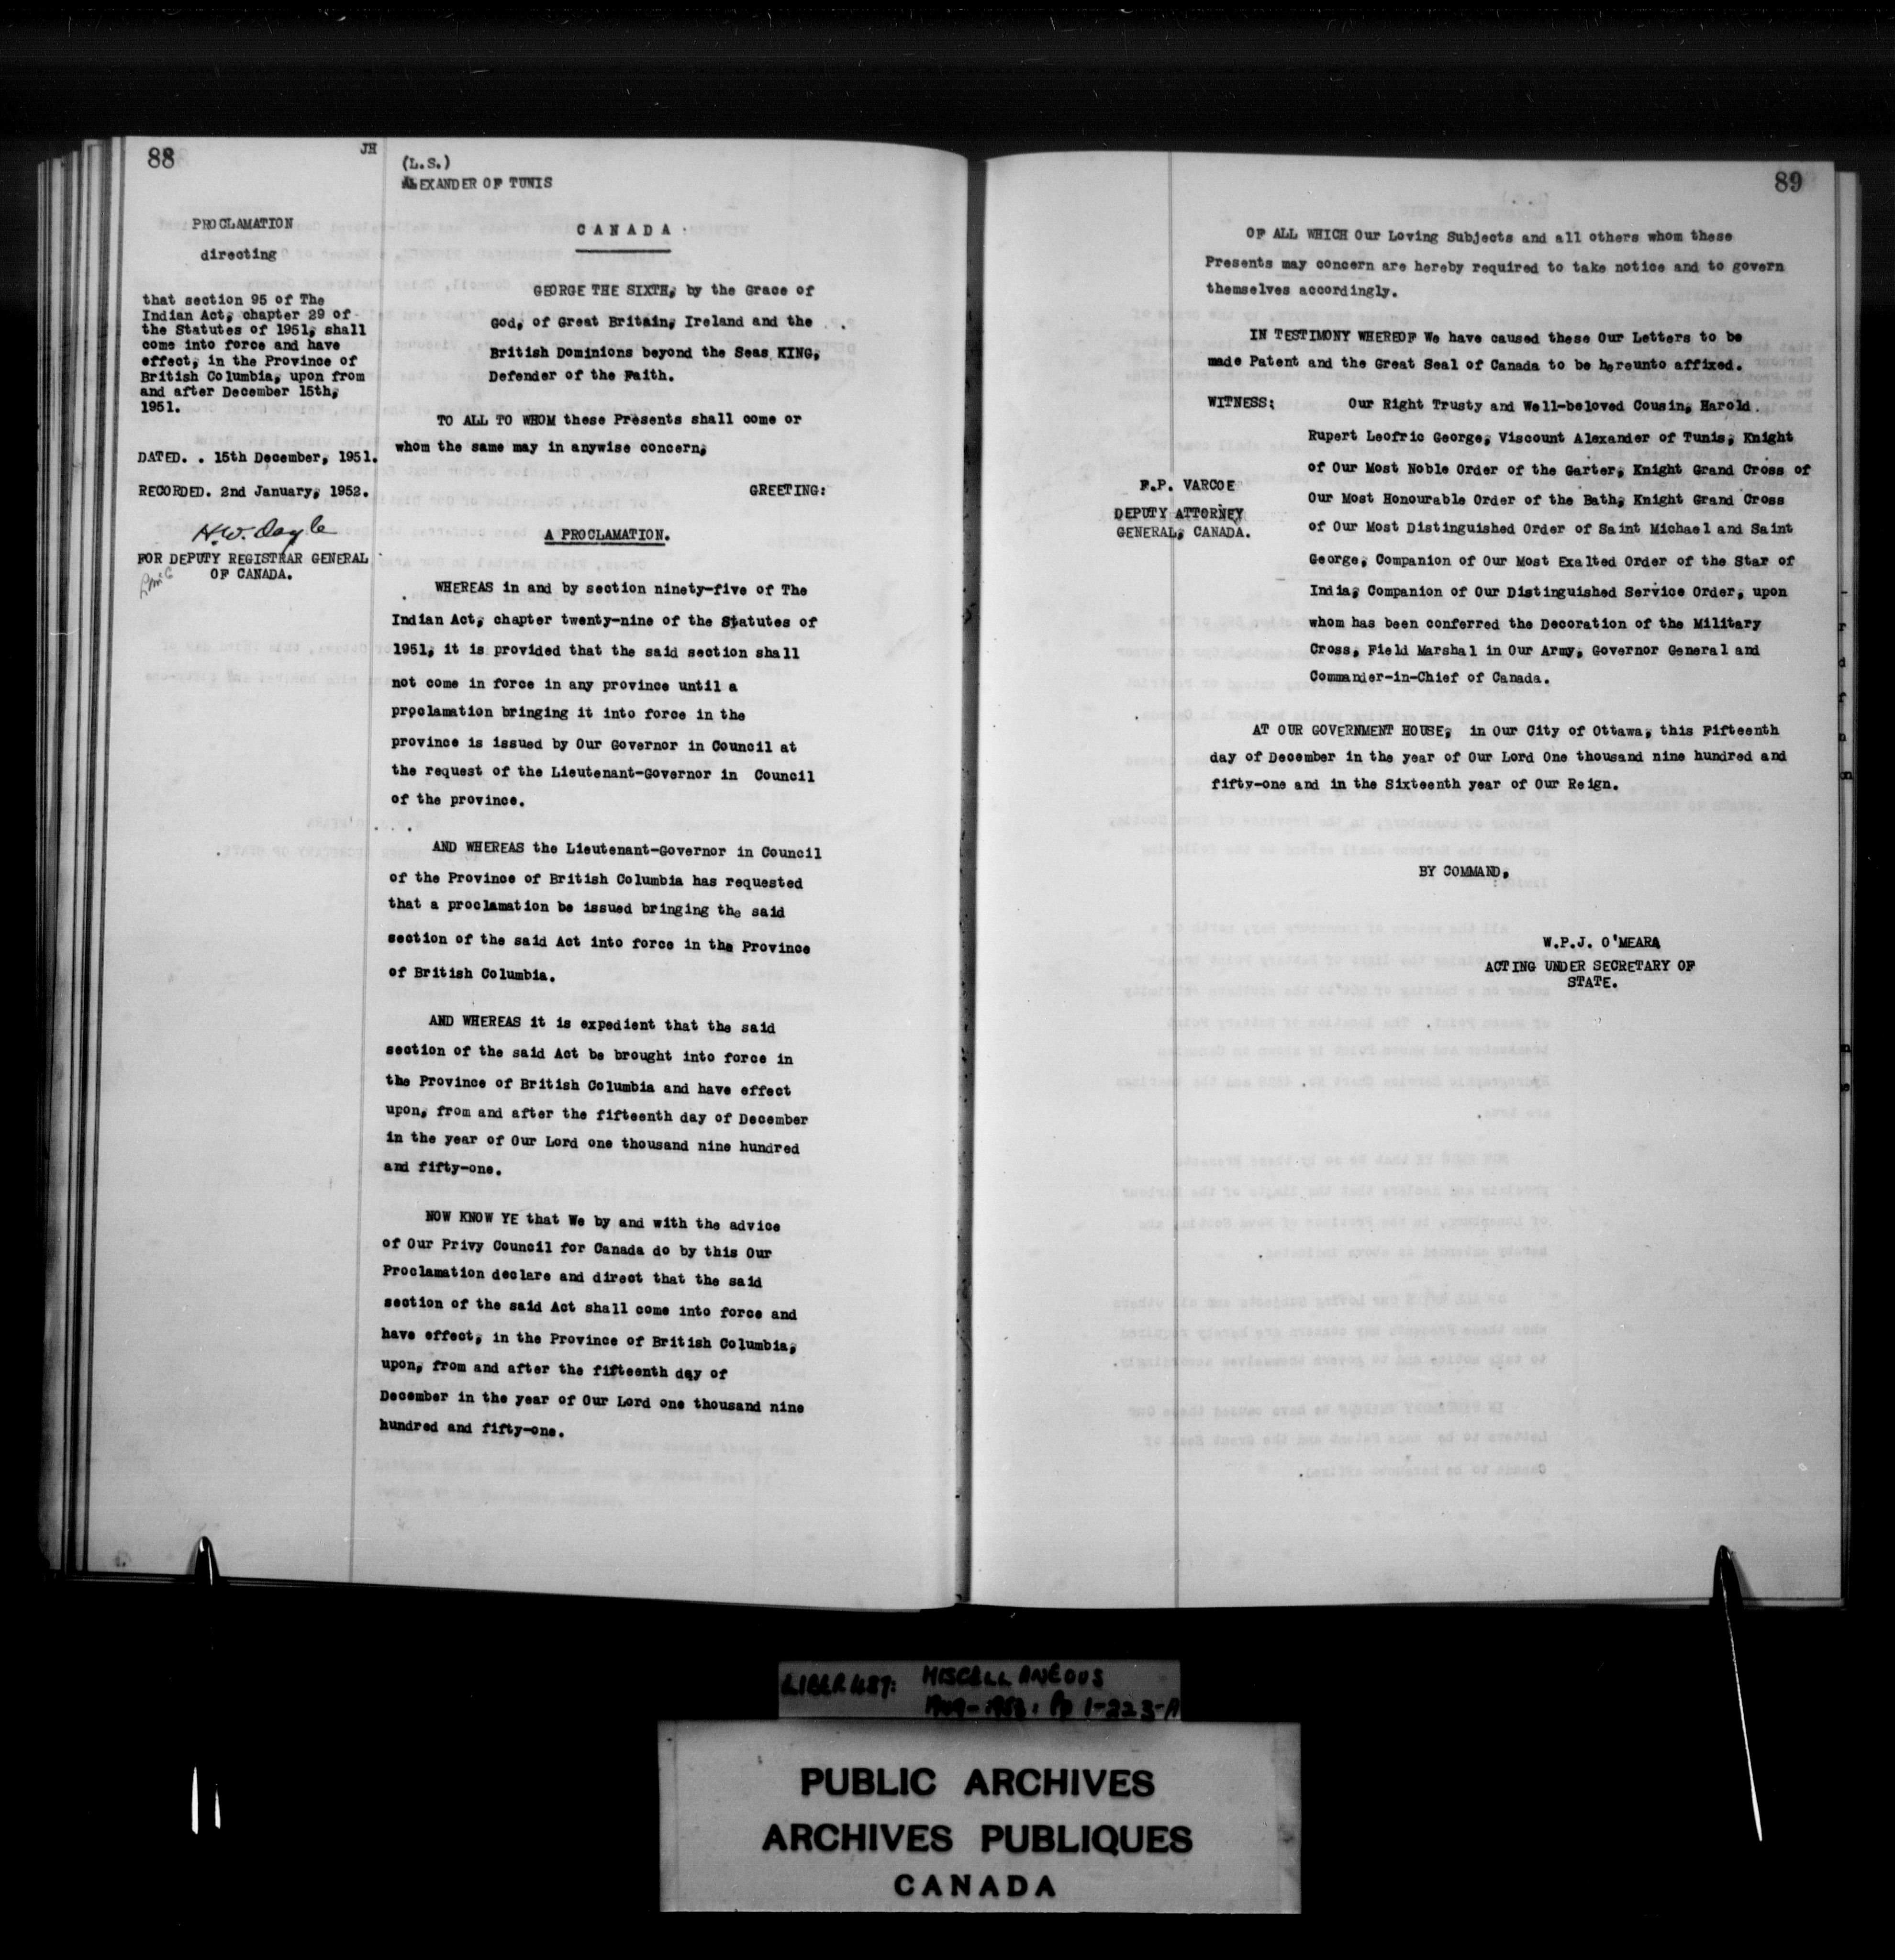 88
JH
PROCLAMATION
directing
that section 95 of The
Indian Act, chapter 29 of
the Statutes of 1951, shall
come into force and have
effect, in the Province of
British Columbia, upon from
and after December 15th,
1951.
DATED. . 15th December, 1951.
RECORDED. 2nd January, 1952.
H.W. Doyle
FOR DEPUTY REGISTRAR GENERAL
OF CANADA.
(L.S.)
ALEXANDER OF TUNIS
CANADA
GEORGE THE SIXTH, by the Grace of
God, of Great Britain, Ireland and the
British Dominions beyond the Seas KING,
Defender of the Faith.
TO ALL TO WHOM these Presents shall come or
whom the same may in anywise concern,
GREETING:
A PROCLAMATION.
WHEREAS in and by section ninety-five of The
Indian Act, chapter twenty-nine of the Statutes of
1951, it is provided that the said section shall
not come in force in any province until a
proclamation bringing it into force in the
province is issued by Our Governor in Council at
the request of the Lieutenant-Governor in Council
of the province.
AND WHEREAS the Lieutenant-Governor in Council
of the Province of British Columbia has requested
that a proclamation be issued bringing the said
section of the said Act into force in the Province
of British Columbia.
AND WHEREAS it is expedient that the said
section of the said Act be brought into force in
the Province of British Columbia and have effect
upon, from and after the fifteenth day of December
in the year of Our Lord one thousand nine hundred
and fifty-one.
NOW KNOW YE that We by and with the advice
of Our Privy Council for Canada do by this Our
Proclamation declare and direct that the said
section of the said Act shall come into force and
have effect, in the Province of British Columbia,
upon, from and after the fifteenth day of
December in the year of Our Lord one thousand nine
hundred and fifty-one.
89
OF ALL WHICH Our Loving Subjects and all others whom these
Presents may concern are hereby required to take notice and to govern
themselves accordingly.
IN TESTIMONY WHEREOF We have caused these Our Letters to be
made Patent and the Great Seal of Canada to be hereunto affixed.
WITNESS: Our Right Trusty and Well-beloved Cousin, Harold
Rupert Leofric George, Viscount Alexander of Tunis, Knight
of Our Most Noble Order of the Garter, Knight Grand Cross of
Our Most Honourable Order of the Bath, Knight Grand Cross
of Our Most Distinguished Order of Saint Michael and Saint
George, Companion of Our Most Exalted Order of the Star of
India, Companion of Our Distinguished Service Order, upon
whom has been conferred the Decoration of the Military
Cross, Field Marshal in Our Army, Governor General and
Commander-in-Chief of Canada.
F.P. VARCOE
DEPUTY ATTORNEY
GENERAL, CANADA.
AT OUR GOVERNMENT HOUSE, in Our City of Ottawa, this Fifteenth
day of December in the year of Our Lord One thousand nine hundred and
fifty-one and in the Sixteenth year of Our Reign.
BY COMMAND,
W.P.J. O'MEARA
ACTING UNDER SECRETARY OF
STATE.
LIBER 489: MISCELLANEOUS
Pp 1-223-A
PUBLIC ARCHIVES
ARCHIVES PUBLIQUES
CANADA